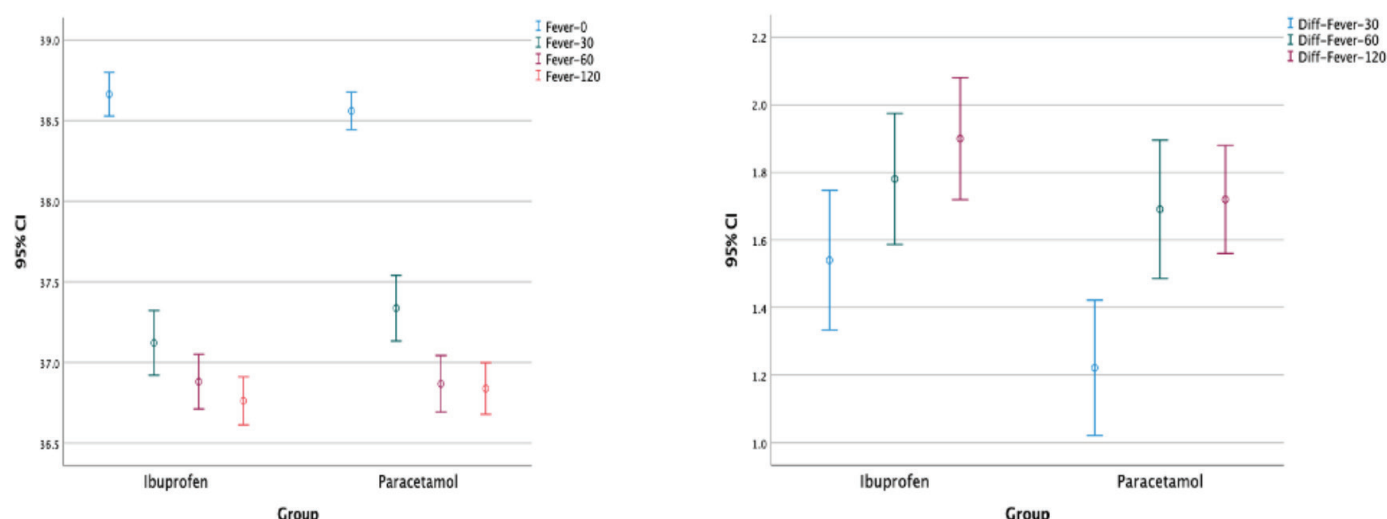 Fever-0
Fever-30
Fever-60
Fever-120
39.0
38.5
38.0
37.5
37.0
36.5
95% CI
Ibuprofen Paracetamol
Group
Diff-Fever-30
Diff-Fever-60
Diff-Fever-120
2.2
2.0
1.8
1.6
1.4
1.2
1.0
95% CI
Ibuprofen Paracetamol
Group